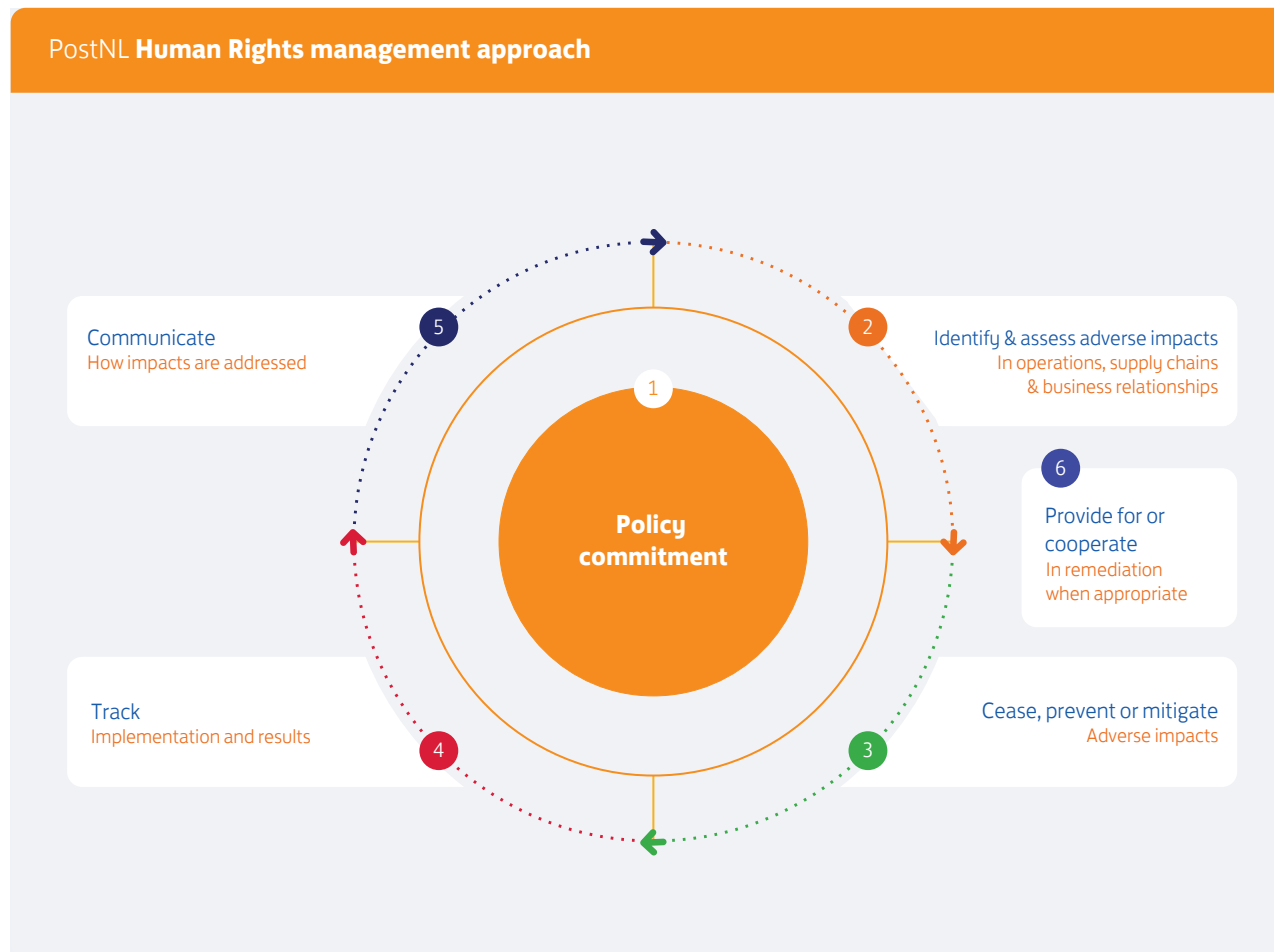 PostNL Human Rights management approach
1
Policy
commitment
2
Identify & assess adverse impacts
In operations, supply chains
& business relationships
3
Cease, prevent or mitigate
Adverse impacts
4
Track
Implementation and results
5
Communicate
How impacts are addressed
6
Provide for or
cooperate
In remediation
when appropriate